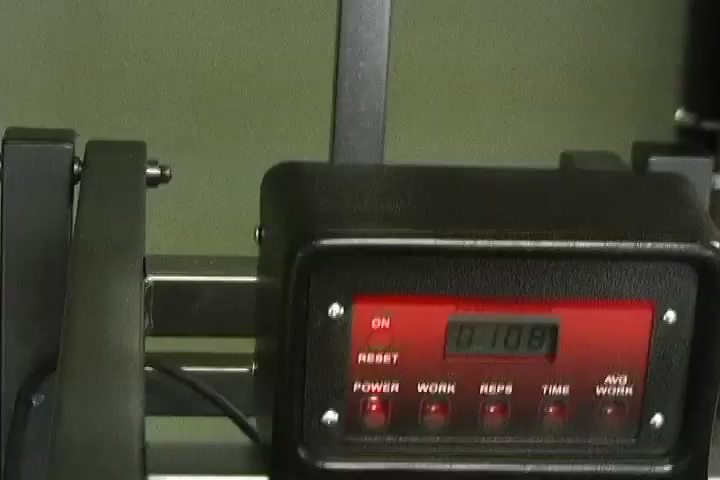 ON
0108
RESET
POWER WORK REPS TIME AVG WORK